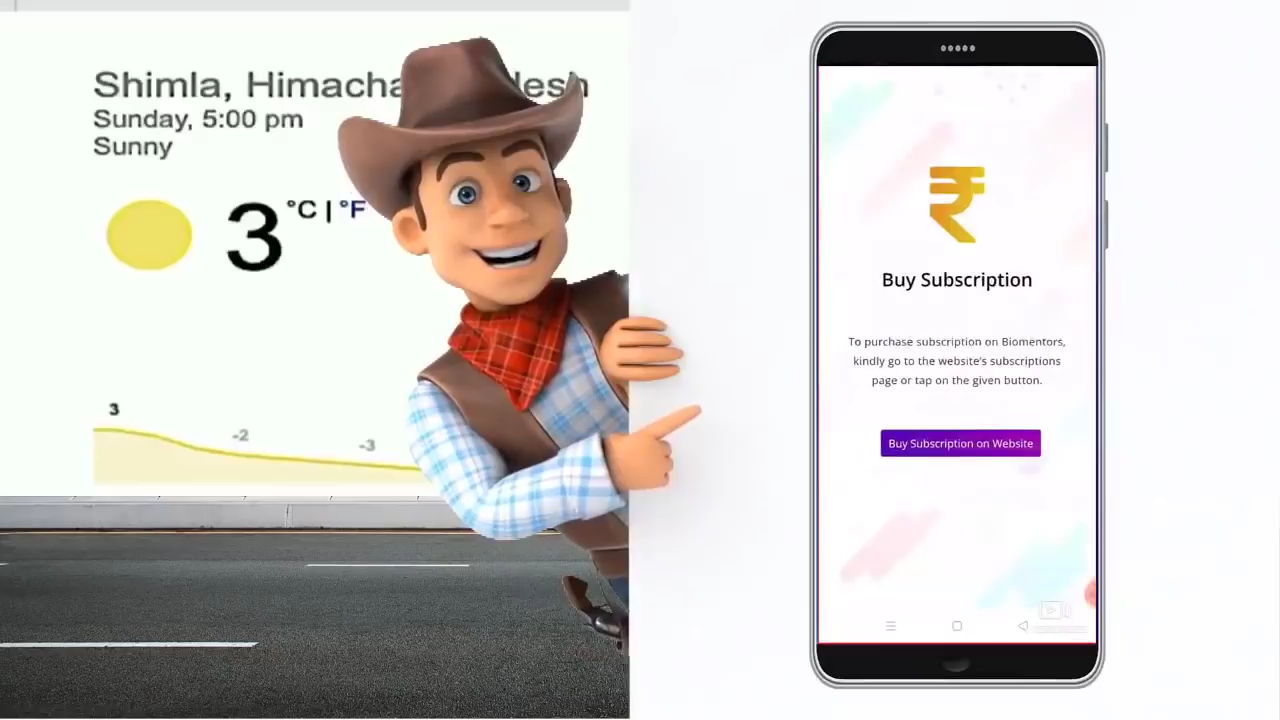 Shimla, Himacha desh
Sunday, 5:00 pm
Sunny
3 °C | °F
3
-2
-3
₹
Buy Subscription
To purchase subscription on Biomentors,
kindly go to the website's subscriptions
page or tap on the given button.
Buy Subscription on Website